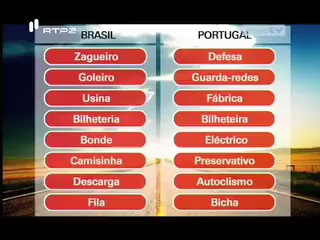 RTP2
BRASIL PORTUGAL
Zagueiro Defesa
Goleiro Guarda-redes
Usina Fábrica
Bilheteria Bilheteira
Bonde Eléctrico
Camisinha Preservativo
Descarga Autoclismo
Fila Bicha